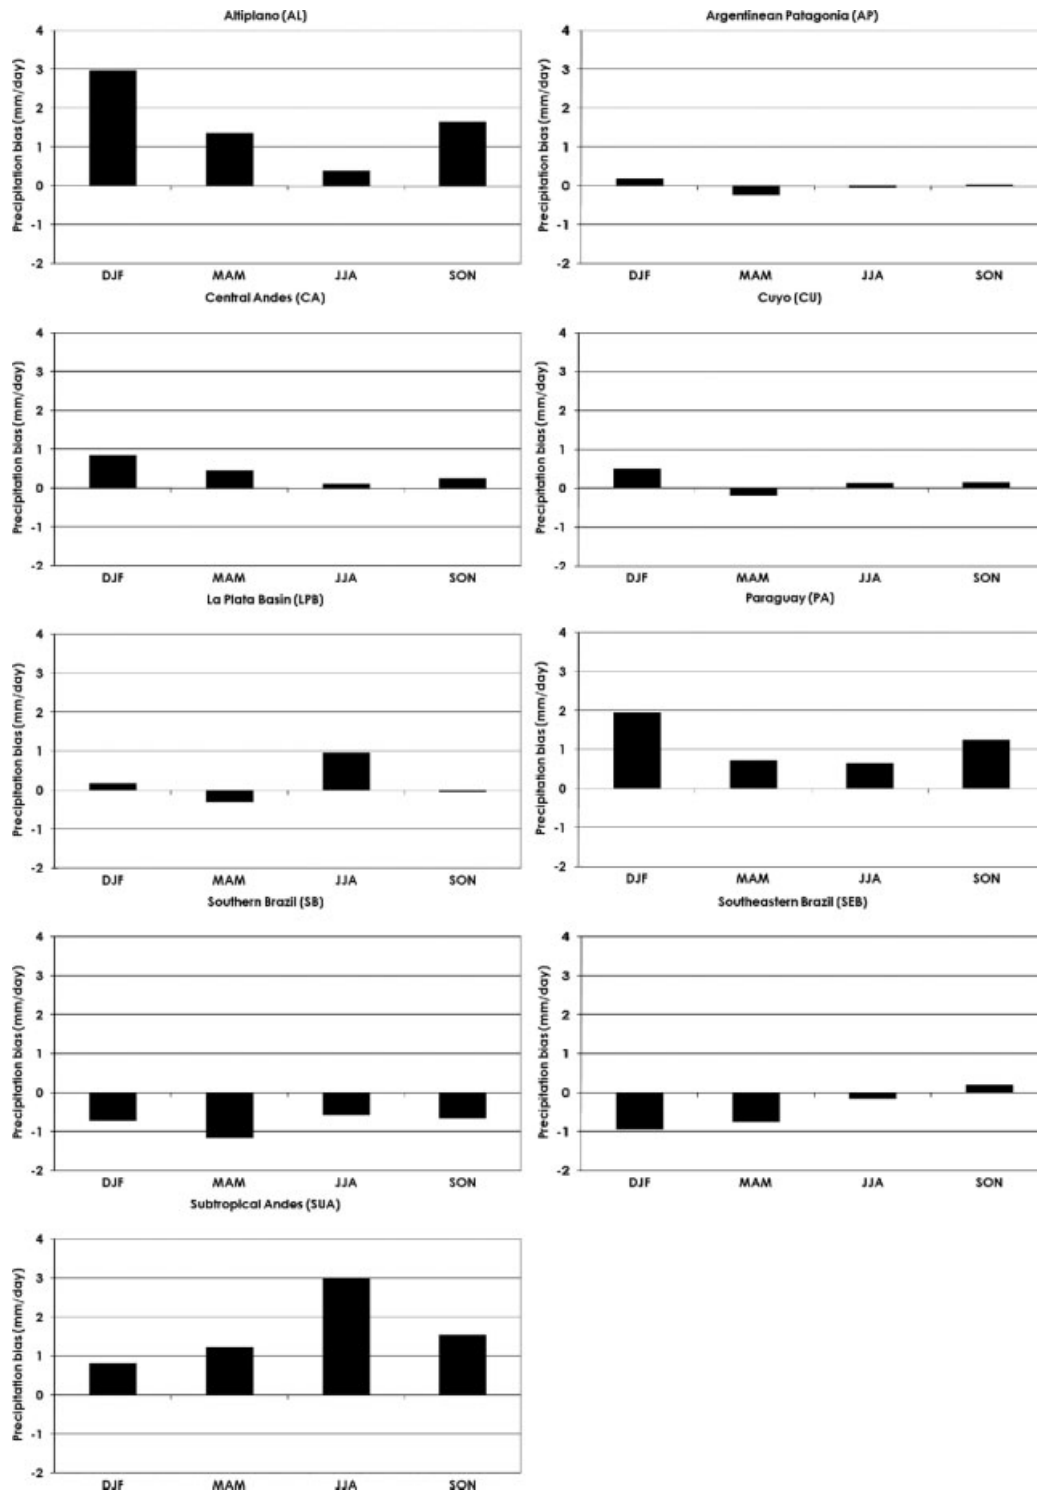 Altiplano (AL)
Precipitation bias (mm/day)
4
3
2
1
0
-1
-2
DJF MAM JJA SON
Argentinean Patagonia (AP)
Precipitation bias (mm/day)
4
3
2
1
0
-1
-2
DJF MAM JJA SON
Central Andes (CA)
Precipitation bias (mm/day)
4
3
2
1
0
-1
-2
DJF MAM JJA SON
Cuyo (CU)
Precipitation bias (mm/day)
4
3
2
1
0
-1
-2
DJF MAM JJA SON
La Plata Basin (LPB)
Precipitation bias (mm/day)
4
3
2
1
0
-1
-2
DJF MAM JJA SON
Paraguay (PA)
Precipitation bias (mm/day)
4
3
2
1
0
-1
-2
DJF MAM JJA SON
Southern Brazil (SB)
Precipitation bias (mm/day)
4
3
2
1
0
-1
-2
DJF MAM JJA SON
Southeastern Brazil (SEB)
Precipitation bias (mm/day)
4
3
2
1
0
-1
-2
DJF MAM JJA SON
Subtropical Andes (SUA)
Precipitation bias (mm/day)
4
3
2
1
0
-1
-2
DJF MAM JJA SON